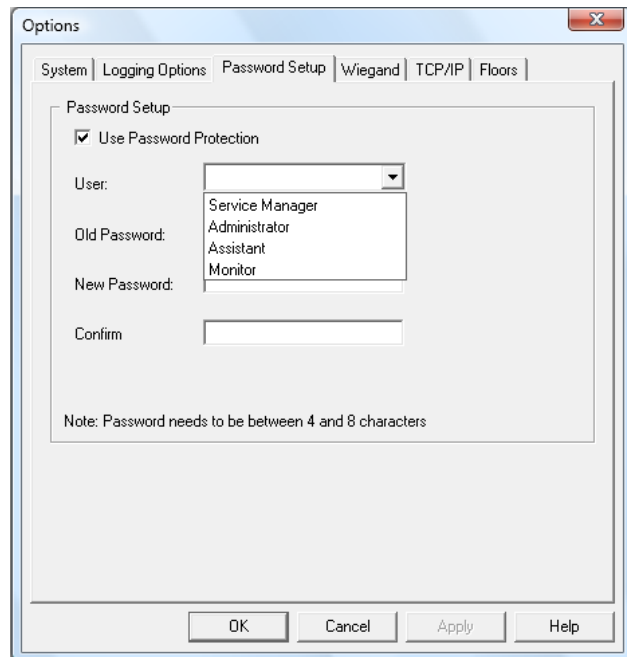 Options
System Logging Options Password Setup Wiegand TCP/IP Floors
Password Setup
Use Password Protection
User:
Service Manager
Administrator
Old Password:
Assistant
Monitor
New Password:
Confirm
Note: Password needs to be between 4 and 8 characters
OK Cancel Apply Help